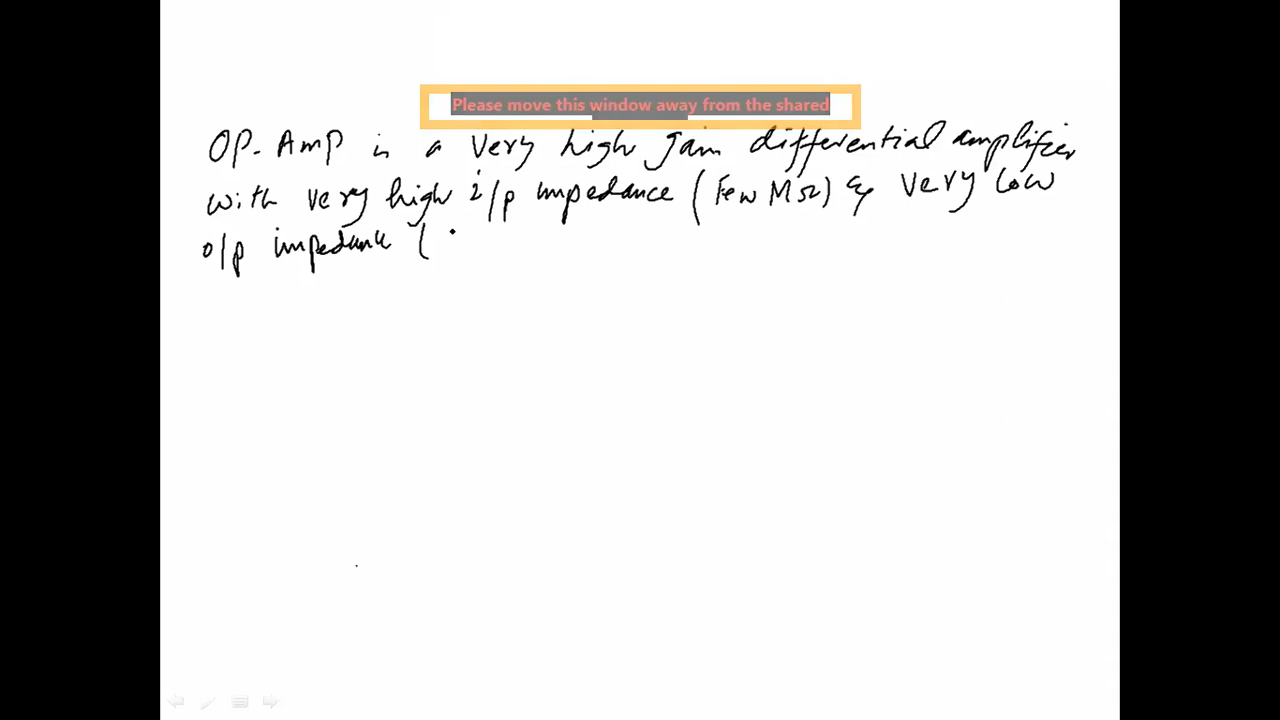 Please move this window away from the shared
OP-AMP is a very high gain differential amplifier
with very high i/p impedance (Few MΩ) & very low
o/p impedance (